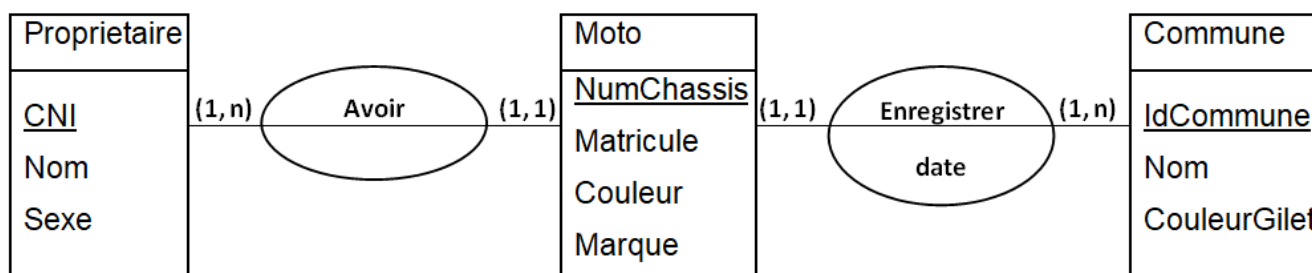 Proprietaire
CNI
Nom
Sexe
(1, n)
Avoir
(1, 1)
Moto
NumChassis
Matricule
Couleur
Marque
(1, 1)
Enregistrer
date
(1, n)
Commune
IdCommune
Nom
CouleurGilet